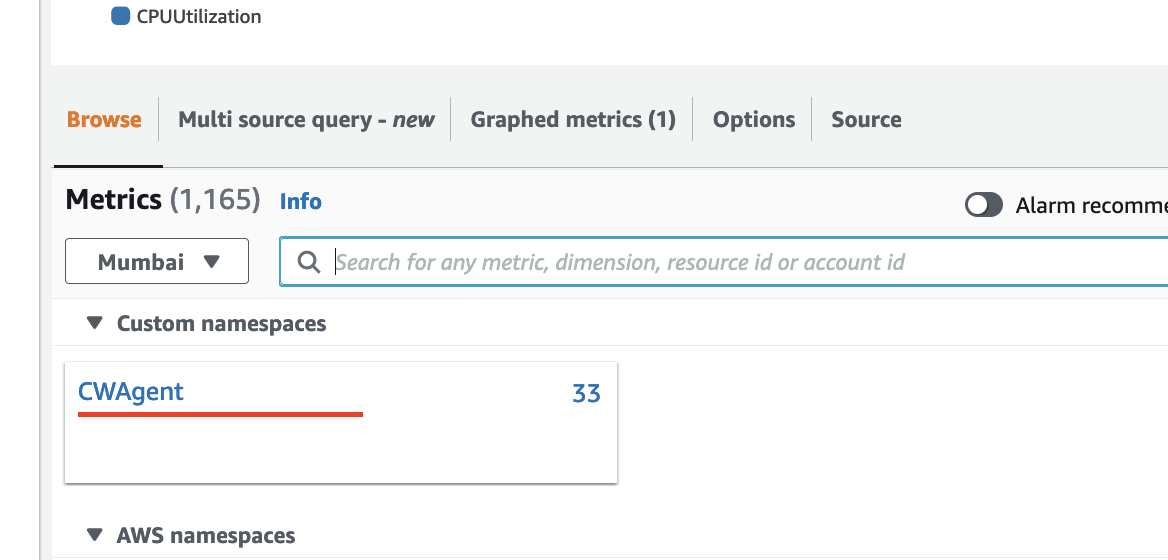 CPUUtilization
Browse
Multi source query - new
Graphed metrics (1)
Options
Source
Metrics (1,165) Info
Alarm recomme
Mumbai
Search for any metric, dimension, resource id or account id
Custom namespaces
CWAgent 33
AWS namespaces